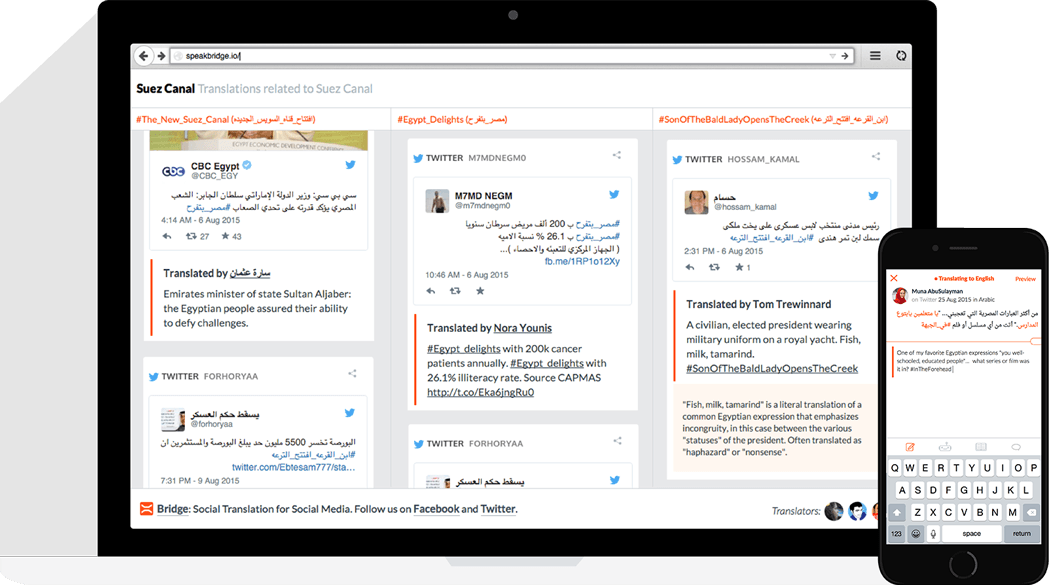 speakbridge.io/
Suez Canal Translations related to Suez Canal
#The_New_Suez_Canal (افتتاح_قناه_السويس_الجديده)
EGYPT ECONOMIC DEVELOPMENT CONFERENCE
CBC Egypt
@CBC_EGY
سي بي سي: وزير الدولة الإماراتي سلطان الجابر: الشعب
المصري يؤكد قدرته على تحدي الصعاب #مصر_بتفرح
4:14 AM - 6 Aug 2015
27 43
Translated by سارة عثمان
Emirates minister of state Sultan Aljaber:
the Egyptian people assured their ability
to defy challenges.
TWITTER FORHORYAA
يسقط حكم العسكر
@forhoryaa
البورصة تخسر 5500 مليون حد يبلغ البورصة والمستثمرين ان
#ابن_القرعه_افتتح_الترعه
twitter.com/Ebtesam777/sta…
7:31 PM - 9 Aug 2015
#Egypt_Delights (مصر_بتفرح)
TWITTER M7MDNEGM0
M7MD NEGM
@m7mdnegm0
#مصر_بتفرح ب 200 ألف مريض سرطان سنويا
#مصر_بتفرح ب 26.1 % نسبة الاميه
( الجهاز المركزي للتعبئه والاحصاء )...
fb.me/1RP1o12Xy
10:46 AM - 6 Aug 2015
Translated by Nora Younis
#Egypt_delights with 200k cancer
patients annually. #Egypt_delights with
26.1% illiteracy rate. Source CAPMAS
http://t.co/Eka6jngRu0
TWITTER FORHORYAA
يسقط حكم العسكر
#SonOfTheBaldLadyOpensTheCreek (ابن_القرعه_افتتح_الترعه)
TWITTER HOSSAM_KAMAL
حسام
@hossam_kamal
رئيس مدنى منتخب لابس عسكرى على يخت ملكى
سمك لبن تمر هندى #ابن_القرعه_افتتح_الترعه
2:31 PM - 6 Aug 2015
1
Translated by Tom Trewinnard
A civilian, elected president wearing
military uniform on a royal yacht. Fish,
milk, tamarind.
#SonOfTheBaldLadyOpensTheCreek
"Fish, milk, tamarind" is a literal translation of a
common Egyptian expression that emphasizes
incongruity, in this case between the various
"statuses" of the president. Often translated as
"haphazard" or "nonsense".
Bridge: Social Translation for Social Media. Follow us on Facebook and Twitter.
Translators:
Translating to English Preview
Muna AbuSulayman
on Twitter 25 Aug 2015 in Arabic
من أكثر العبارات المصرية التي تعجبني... "يا متعلمين يابتوع
المدارس." أتت من أي مسلسل أو فلم #في_الجبهة
One of my favorite Egyptian expressions "you well-
schooled, educated people"... what series or film was
it in? #InTheForehead
Q W E R T Y U I O P
A S D F G H J K L
Z X C V B N M
123 space return